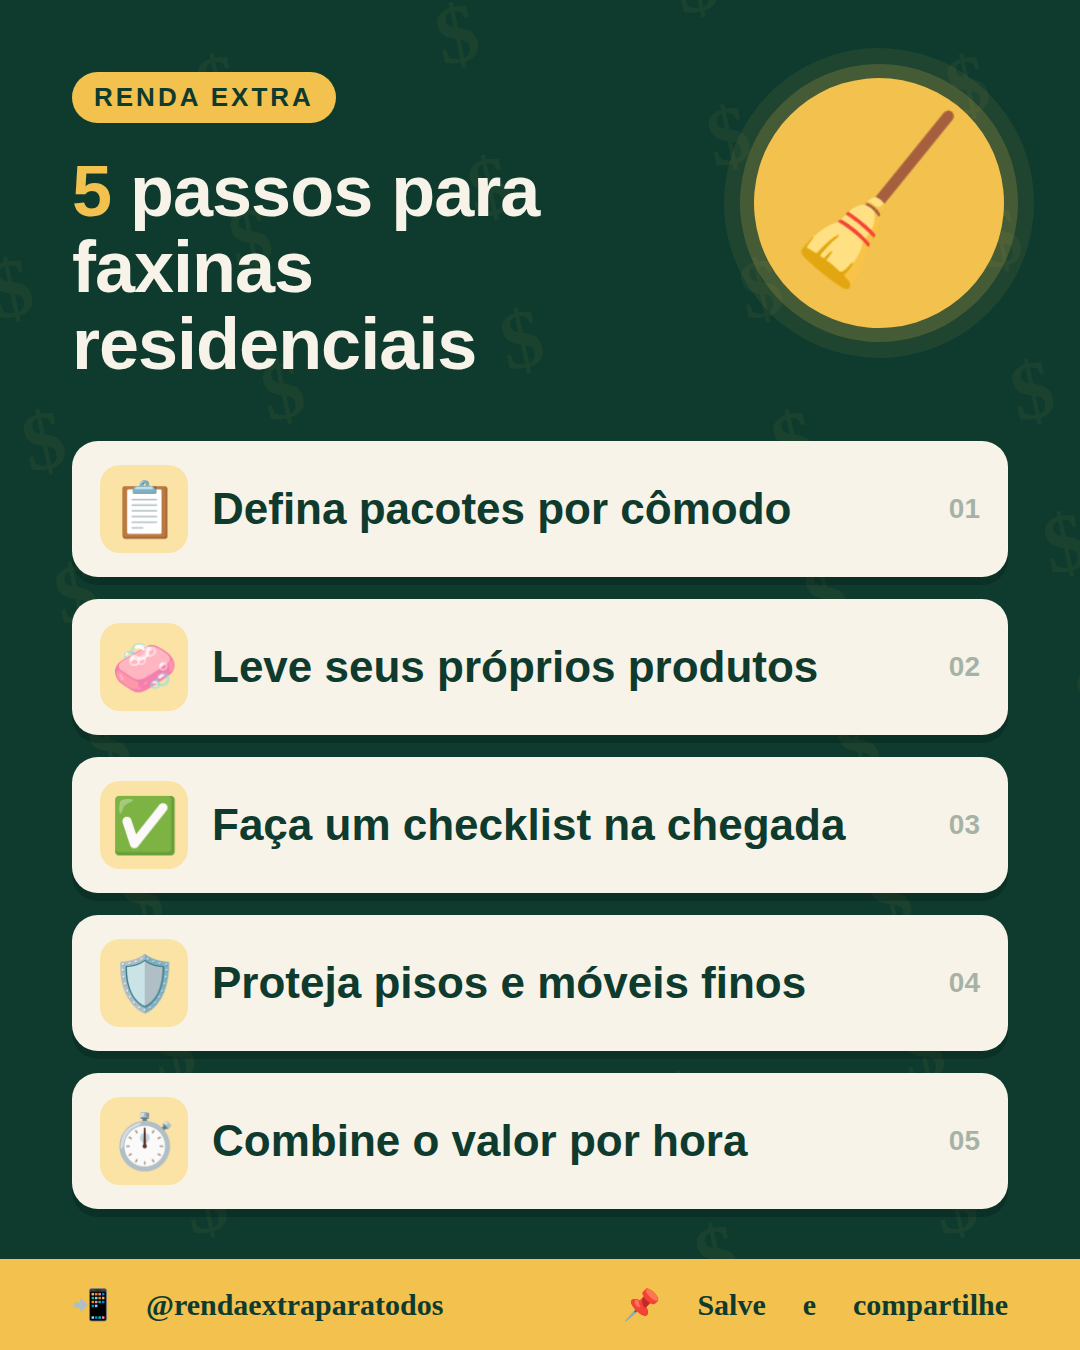 RENDA EXTRA
5 passos para
faxinas
residenciais
Defina pacotes por cômodo
01
Leve seus próprios produtos
02
Faça um checklist na chegada
03
Proteja pisos e móveis finos
04
Combine o valor por hora
05
@rendaextraparatodos
Salve e compartilhe